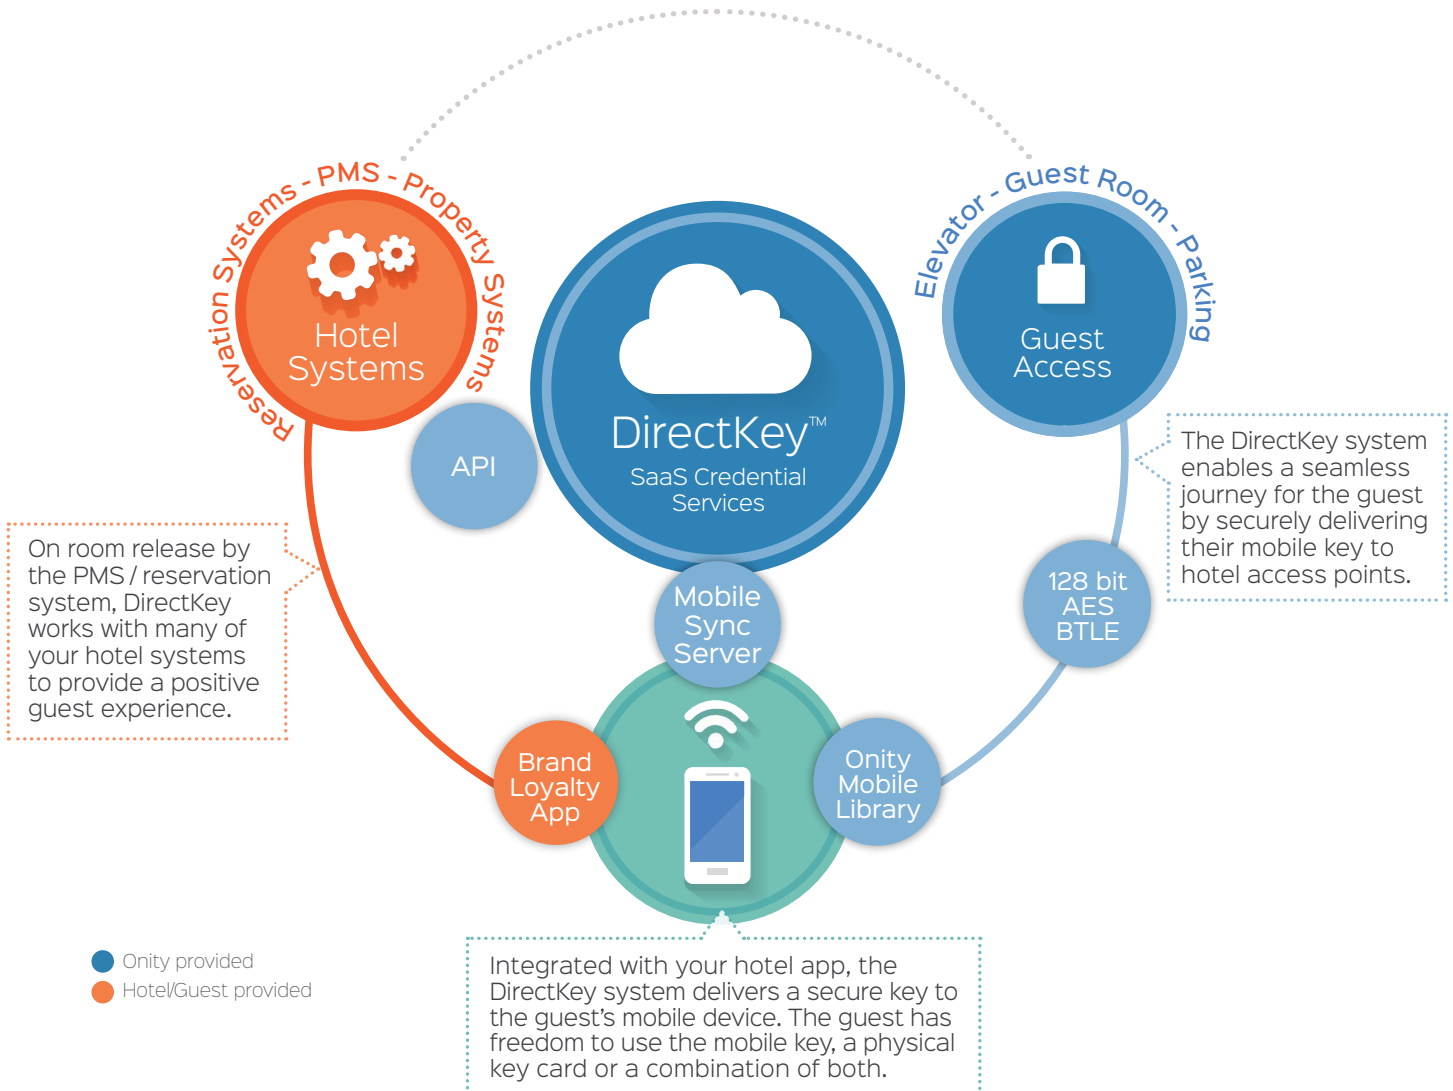 Reservation Systems - PMS - Property Systems
Hotel
Systems
API
DirectKey™
SaaS Credential
Services
Elevator - Guest Room - Parking
Guest
Access
The DirectKey system
enables a seamless
journey for the guest
by securely delivering
their mobile key to
hotel access points.
On room release by
the PMS / reservation
system, DirectKey
works with many of
your hotel systems
to provide a positive
guest experience.
Mobile
Sync
Server
128 bit
AES
BTLE
Brand
Loyalty
App
Onity
Mobile
Library
Onity provided
Hotel/Guest provided
Integrated with your hotel app, the
DirectKey system delivers a secure key to
the guest's mobile device. The guest has
freedom to use the mobile key, a physical
key card or a combination of both.